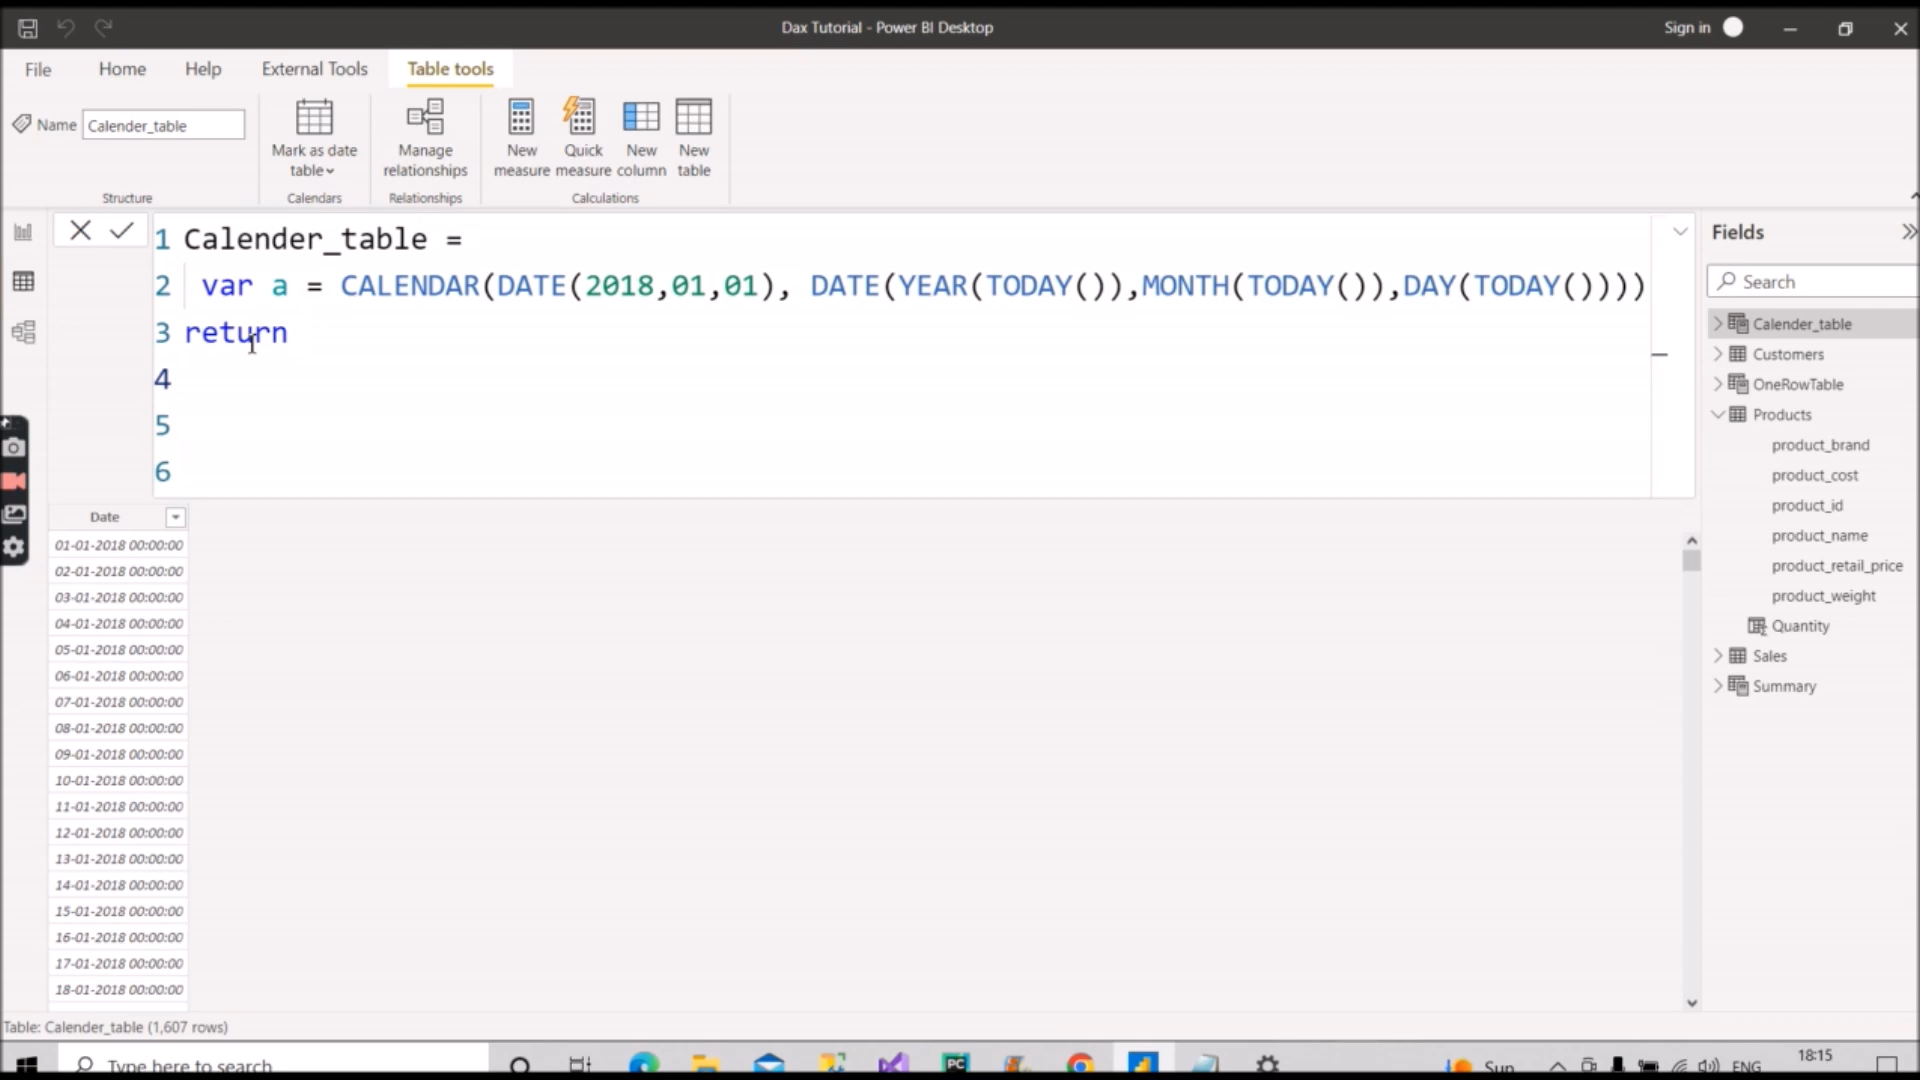 Dax Tutorial - Power BI Desktop
Sign in
File Home Help External Tools Table tools
Name Calender_table
Mark as date table
Manage relationships
New measure
Quick measure
New column
New table
Structure Calendars Relationships Calculations
1 Calender_table =
2 var a = CALENDAR(DATE(2018,01,01), DATE(YEAR(TODAY()),MONTH(TODAY()),DAY(TODAY())))
3 return
4
5
6
Fields
Search
Calender_table
Customers
OneRowTable
Products
product_brand
product_cost
product_id
product_name
product_retail_price
product_weight
Quantity
Sales
Summary
Date
01-01-2018 00:00:00
02-01-2018 00:00:00
03-01-2018 00:00:00
04-01-2018 00:00:00
05-01-2018 00:00:00
06-01-2018 00:00:00
07-01-2018 00:00:00
08-01-2018 00:00:00
09-01-2018 00:00:00
10-01-2018 00:00:00
11-01-2018 00:00:00
12-01-2018 00:00:00
13-01-2018 00:00:00
14-01-2018 00:00:00
15-01-2018 00:00:00
16-01-2018 00:00:00
17-01-2018 00:00:00
18-01-2018 00:00:00
Table: Calender_table (1,607 rows)
Type here to search
PC
Sun
ENG
18:15